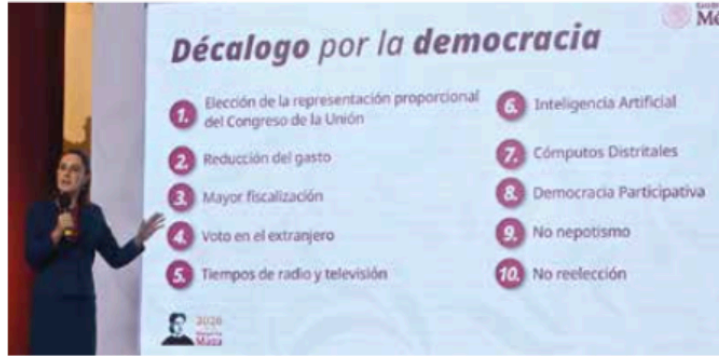 Décalogo por la democracia
1. Elección de la representación proporcional
del Congreso de la Unión
2. Reducción del gasto
3. Mayor fiscalización
4. Voto en el extranjero
5. Tiempos de radio y televisión
6. Inteligencia Artificial
7. Cómputos Distritales
8. Democracia Participativa
9. No nepotismo
10. No reelección
2026
Maza